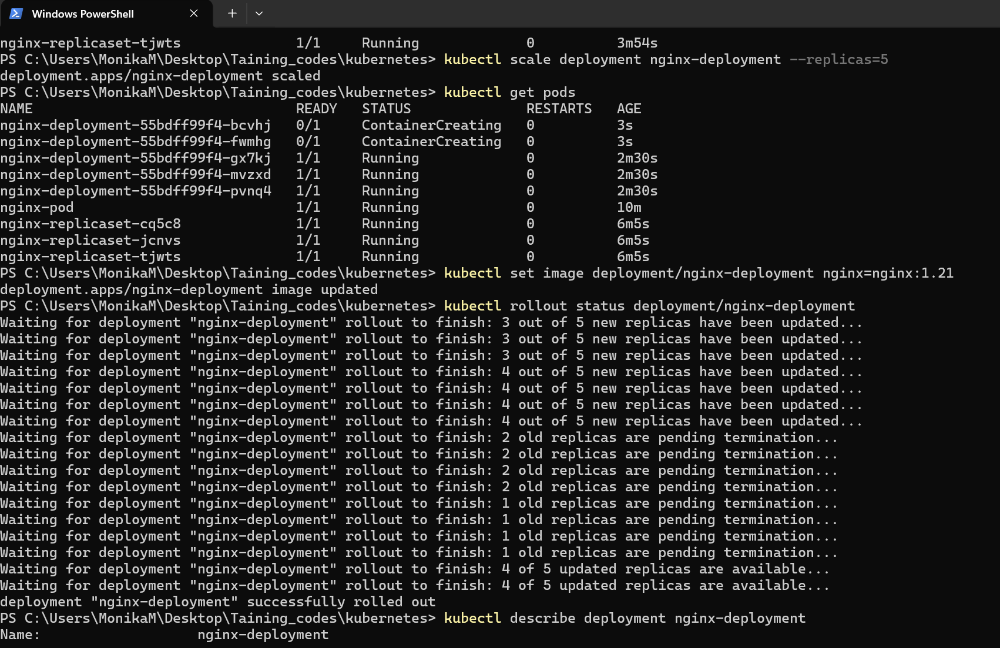 Windows PowerShell
nginx-replicaset-tjwts 1/1 Running 0 3m54s
PS C:\Users\MonikaM\Desktop\Taining_codes\kubernetes> kubectl scale deployment nginx-deployment --replicas=5
deployment.apps/nginx-deployment scaled
PS C:\Users\MonikaM\Desktop\Taining_codes\kubernetes> kubectl get pods
NAME READY STATUS RESTARTS AGE
nginx-deployment-55bdff99f4-bcvhj 0/1 ContainerCreating 0 3s
nginx-deployment-55bdff99f4-fwmhg 0/1 ContainerCreating 0 3s
nginx-deployment-55bdff99f4-gx7kj 1/1 Running 0 2m30s
nginx-deployment-55bdff99f4-mvzxd 1/1 Running 0 2m30s
nginx-deployment-55bdff99f4-pvnq4 1/1 Running 0 2m30s
nginx-pod 1/1 Running 0 10m
nginx-replicaset-cq5c8 1/1 Running 0 6m5s
nginx-replicaset-jcnvs 1/1 Running 0 6m5s
nginx-replicaset-tjwts 1/1 Running 0 6m5s
PS C:\Users\MonikaM\Desktop\Taining_codes\kubernetes> kubectl set image deployment/nginx-deployment nginx=nginx:1.21
deployment.apps/nginx-deployment image updated
PS C:\Users\MonikaM\Desktop\Taining_codes\kubernetes> kubectl rollout status deployment/nginx-deployment
Waiting for deployment "nginx-deployment" rollout to finish: 3 out of 5 new replicas have been updated...
Waiting for deployment "nginx-deployment" rollout to finish: 3 out of 5 new replicas have been updated...
Waiting for deployment "nginx-deployment" rollout to finish: 3 out of 5 new replicas have been updated...
Waiting for deployment "nginx-deployment" rollout to finish: 4 out of 5 new replicas have been updated...
Waiting for deployment "nginx-deployment" rollout to finish: 4 out of 5 new replicas have been updated...
Waiting for deployment "nginx-deployment" rollout to finish: 4 out of 5 new replicas have been updated...
Waiting for deployment "nginx-deployment" rollout to finish: 4 out of 5 new replicas have been updated...
Waiting for deployment "nginx-deployment" rollout to finish: 2 old replicas are pending termination...
Waiting for deployment "nginx-deployment" rollout to finish: 2 old replicas are pending termination...
Waiting for deployment "nginx-deployment" rollout to finish: 2 old replicas are pending termination...
Waiting for deployment "nginx-deployment" rollout to finish: 2 old replicas are pending termination...
Waiting for deployment "nginx-deployment" rollout to finish: 1 old replicas are pending termination...
Waiting for deployment "nginx-deployment" rollout to finish: 1 old replicas are pending termination...
Waiting for deployment "nginx-deployment" rollout to finish: 1 old replicas are pending termination...
Waiting for deployment "nginx-deployment" rollout to finish: 1 old replicas are pending termination...
Waiting for deployment "nginx-deployment" rollout to finish: 4 of 5 updated replicas are available...
Waiting for deployment "nginx-deployment" rollout to finish: 4 of 5 updated replicas are available...
deployment "nginx-deployment" successfully rolled out
PS C:\Users\MonikaM\Desktop\Taining_codes\kubernetes> kubectl describe deployment nginx-deployment
Name: nginx-deployment